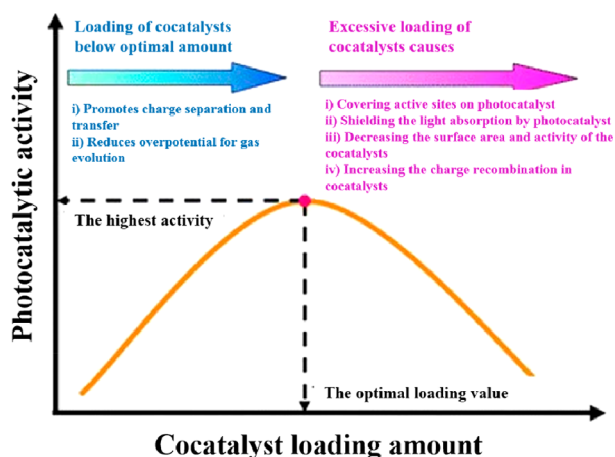 Loading of cocatalysts
below optimal amount
Excessive loading of
cocatalysts causes
i) Promotes charge separation and
transfer
ii) Reduces overpotential for gas
evolution
i) Covering active sites on photocatalyst
ii) Shielding the light absorption by photocatalyst
iii) Decreasing the surface area and activity of the
cocatalysts
iv) Increasing the charge recombination in
cocatalysts
Photocatalytic activity
The highest activity
The optimal loading value
Cocatalyst loading amount